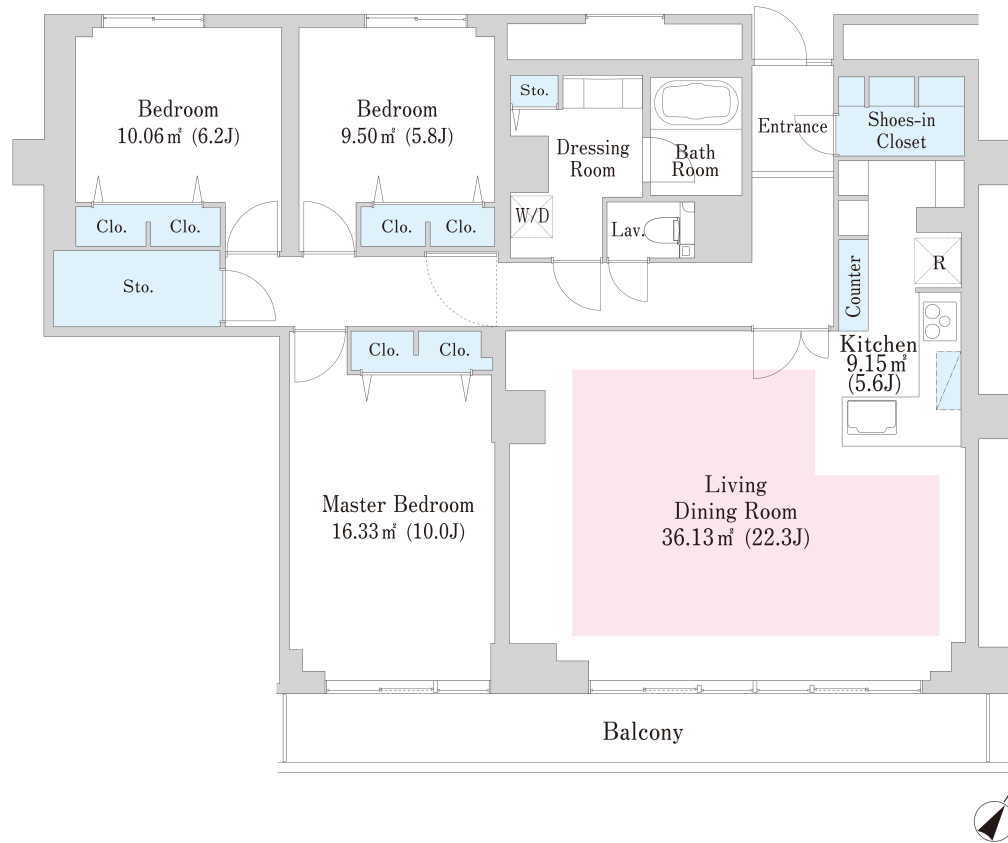 Bedroom
10.06㎡ (6.2J)
Bedroom
9.50㎡ (5.8J)
Sto.
Dressing
Room
Bath
Room
Entrance
Shoes-in
Closet
W/D
Lav.
Clo.
Clo.
Clo.
Clo.
Sto.
Counter
R
Kitchen
9.15㎡
(5.6J)
Clo.
Clo.
Master Bedroom
16.33㎡ (10.0J)
Living
Dining Room
36.13㎡ (22.3J)
Balcony